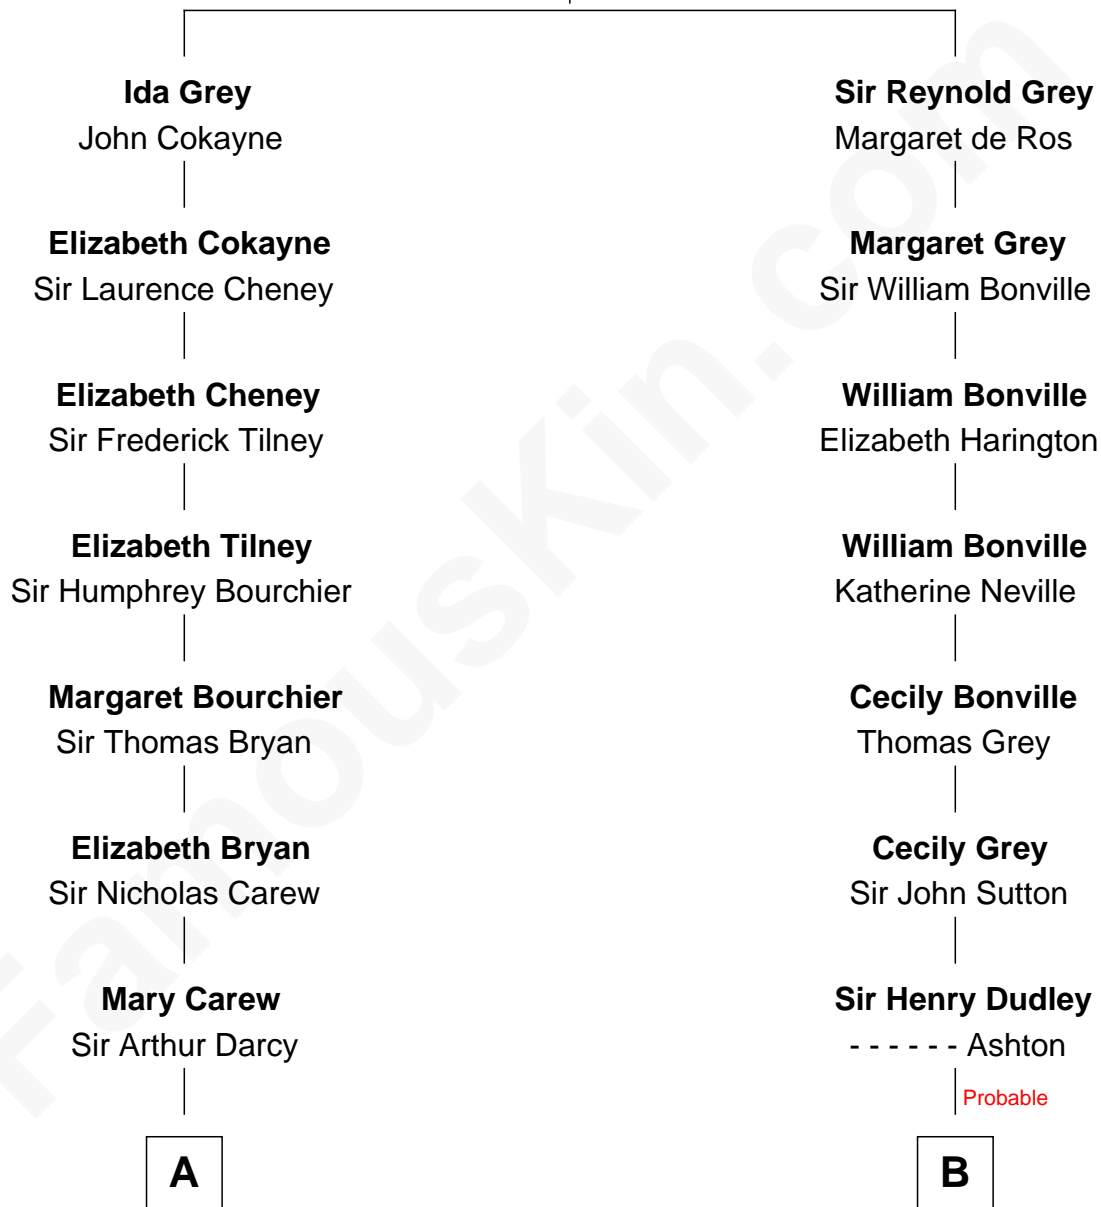 Ida Grey
John Cokayne
Elizabeth Cokayne
Sir Laurence Cheney
Elizabeth Cheney
Sir Frederick Tilney
Elizabeth Tilney
Sir Humphrey Bourchier
Margaret Bourchier
Sir Thomas Bryan
Elizabeth Bryan
Sir Nicholas Carew
Mary Carew
Sir Arthur Darcy
A
Sir Reynold Grey
Margaret de Ros
Margaret Grey
Sir William Bonville
William Bonville
Elizabeth Harington
William Bonville
Katherine Neville
Cecily Bonville
Thomas Grey
Cecily Grey
Sir John Sutton
Sir Henry Dudley
- - - - - - Ashton
Probable
B
FamousKin.com